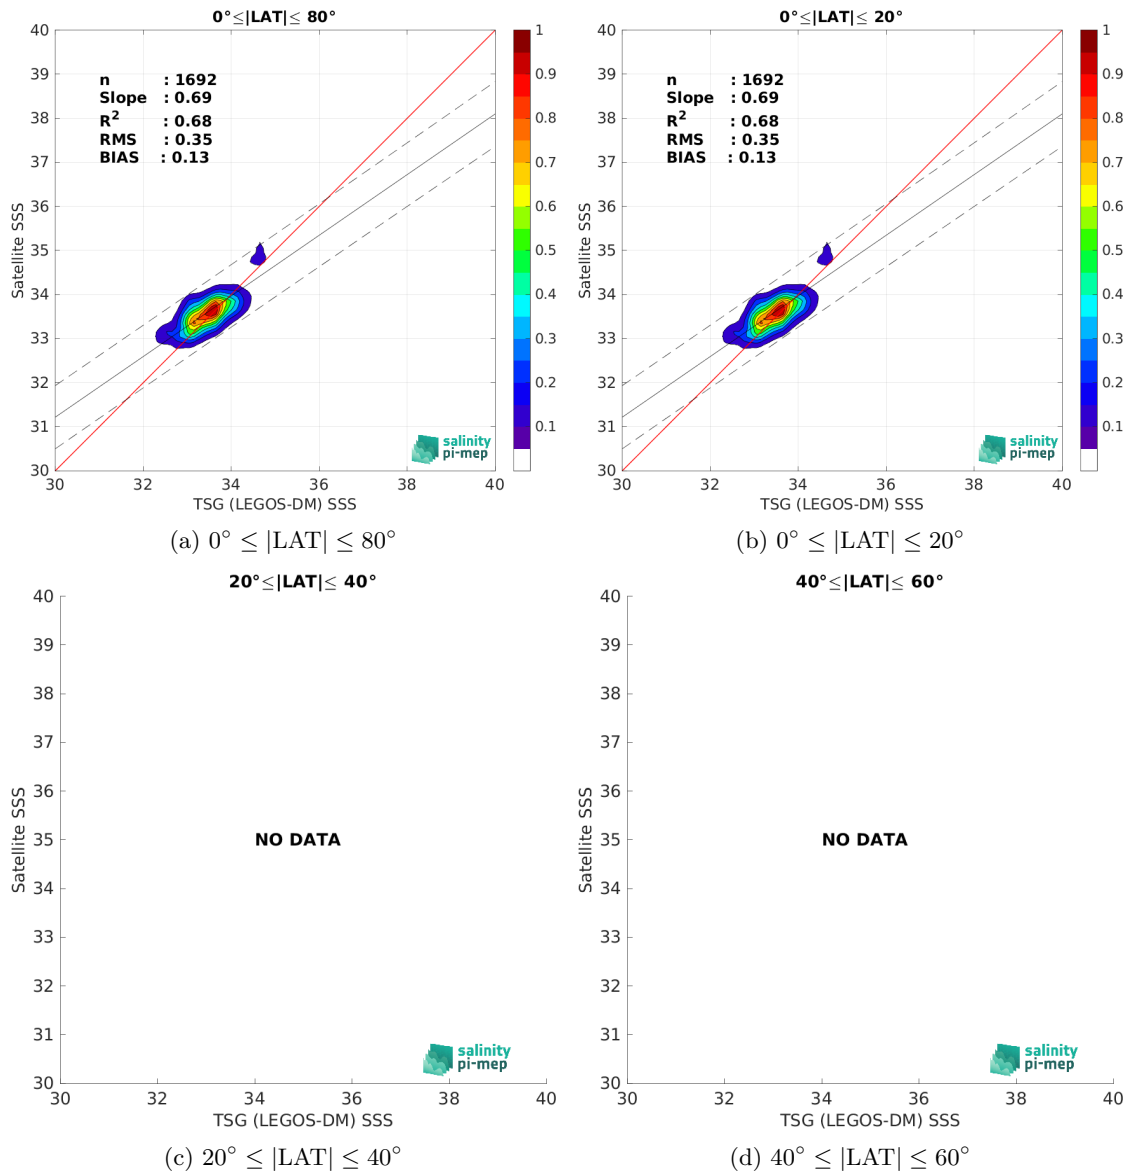 0°≤|LAT|≤ 80°
40
39
38
37
36
35
34
33
32
31
30
30 32 34 36 38 40
Satellite SSS
TSG (LEGOS-DM) SSS
n : 1692
Slope : 0.69
R2 : 0.68
RMS : 0.35
BIAS : 0.13
1
0.9
0.8
0.7
0.6
0.5
0.4
0.3
0.2
0.1
salinity
pi-mep
(a) 0° ≤ |LAT| ≤ 80°
0°≤|LAT|≤ 20°
40
39
38
37
36
35
34
33
32
31
30
30 32 34 36 38 40
Satellite SSS
TSG (LEGOS-DM) SSS
n : 1692
Slope : 0.69
R2 : 0.68
RMS : 0.35
BIAS : 0.13
1
0.9
0.8
0.7
0.6
0.5
0.4
0.3
0.2
0.1
salinity
pi-mep
(b) 0° ≤ |LAT| ≤ 20°
20°≤|LAT|≤ 40°
40
39
38
37
36
35
34
33
32
31
30
30 32 34 36 38 40
Satellite SSS
TSG (LEGOS-DM) SSS
NO DATA
salinity
pi-mep
(c) 20° ≤ |LAT| ≤ 40°
40°≤|LAT|≤ 60°
40
39
38
37
36
35
34
33
32
31
30
30 32 34 36 38 40
Satellite SSS
TSG (LEGOS-DM) SSS
NO DATA
salinity
pi-mep
(d) 40° ≤ |LAT| ≤ 60°